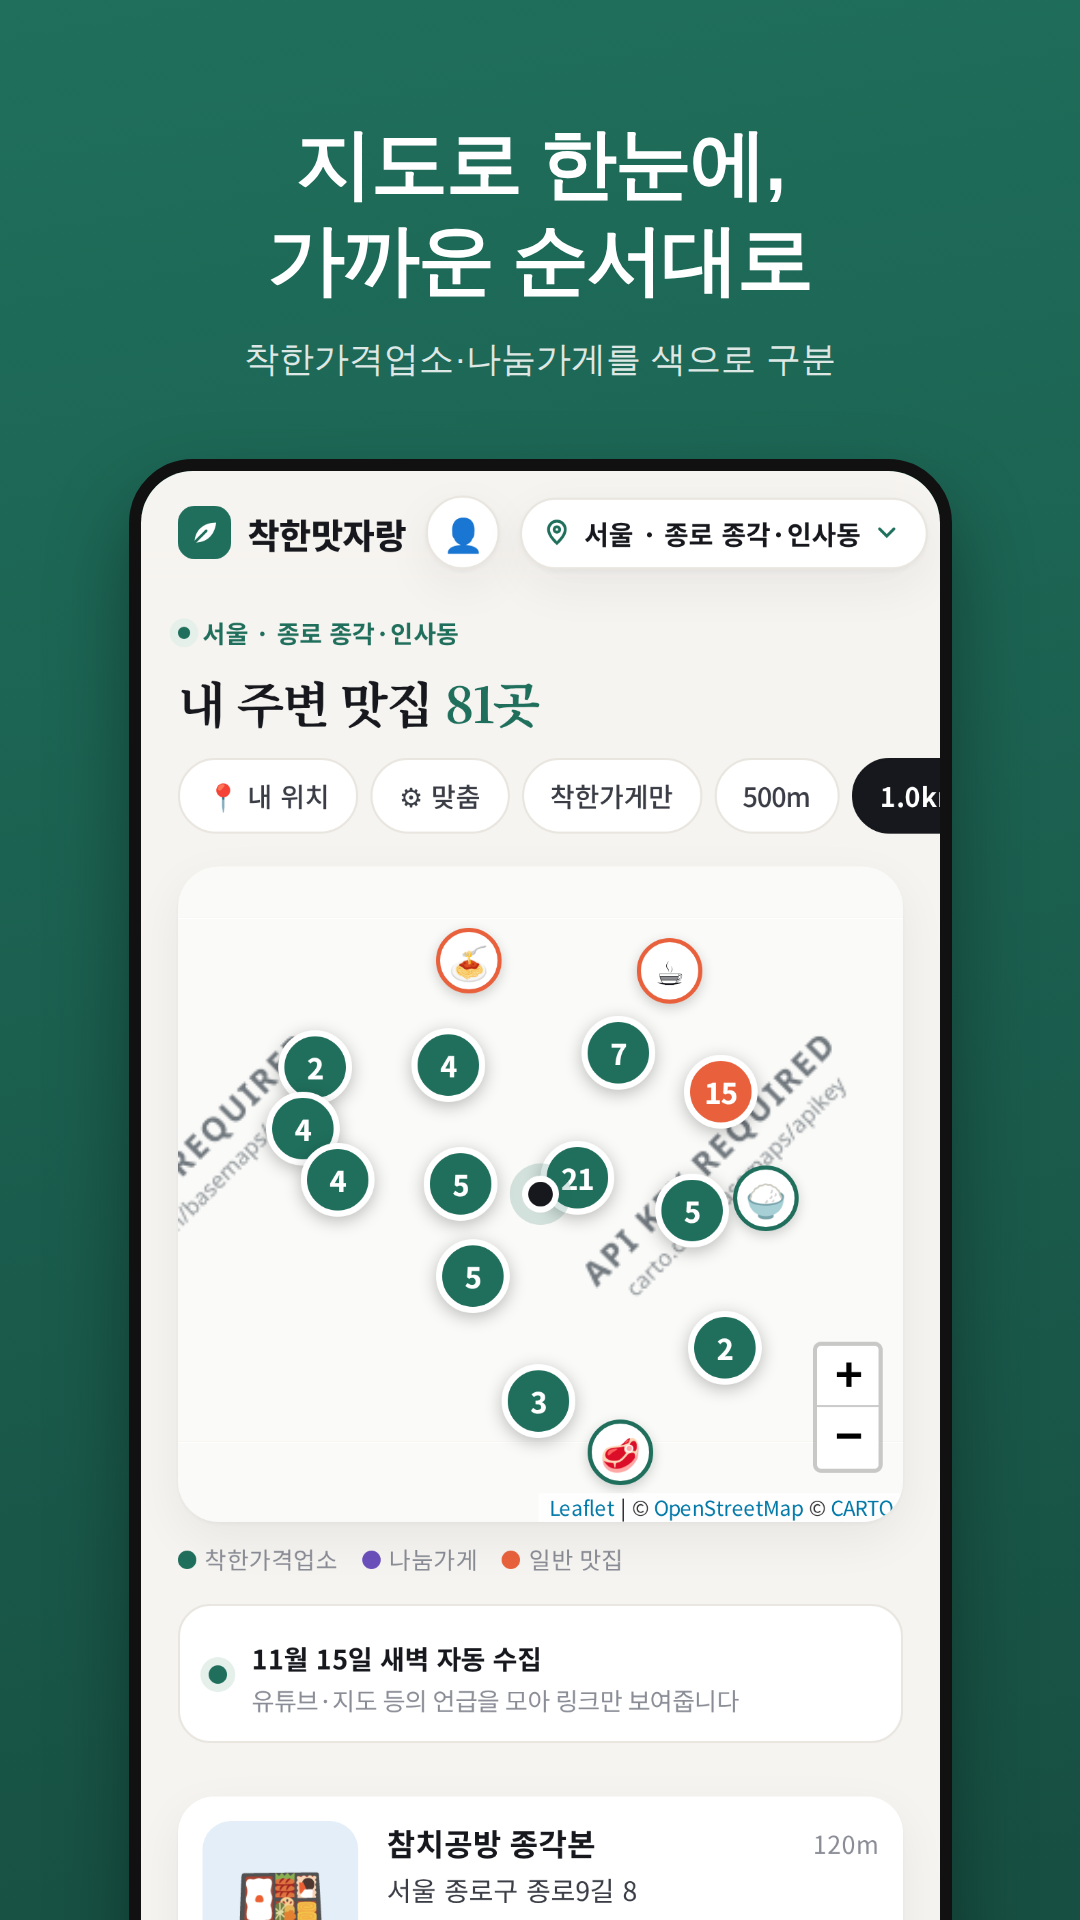 지도로 한눈에,
가까운 순서대로
착한가격업소·나눔가게를 색으로 구분
착한맛자랑
서울 · 종로 종각·인사동
서울 · 종로 종각·인사동
내 주변 맛집 81곳
📍 내 위치
⚙ 맞춤
착한가게만
500m
1.0k
7
2
4
15
4
4
5
21
5
5
2
3
REQUIRE
/basemaps/
API REQUIRED
carto. maps/apikey
+
−
Leaflet | © OpenStreetMap © CARTO
착한가격업소
나눔가게
일반 맛집
11월 15일 새벽 자동 수집
유튜브·지도 등의 언급을 모아 링크만 보여줍니다
참치공방 종각본
120m
서울 종로구 종로9길 8